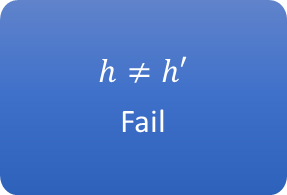 h ≠ h′
Fail